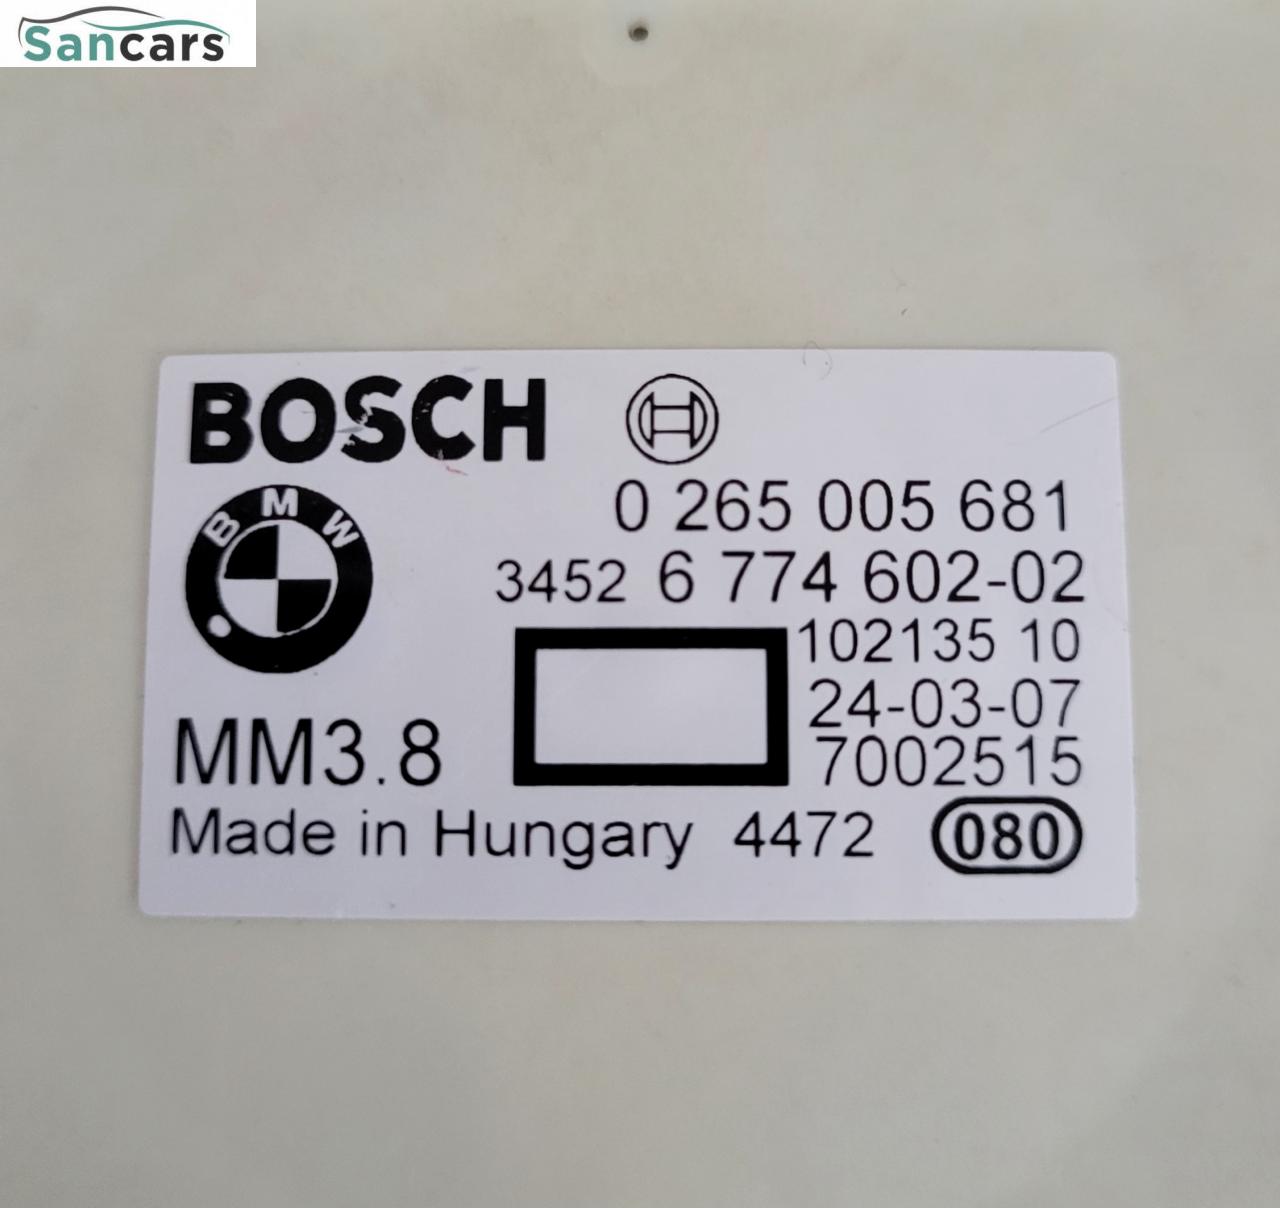 Sancars
BOSCH
0 265 005 681
BMW
3452 6 774 602-02
102135 10
24-03-07
7002515
MM3.8
Made in Hungary 4472 080